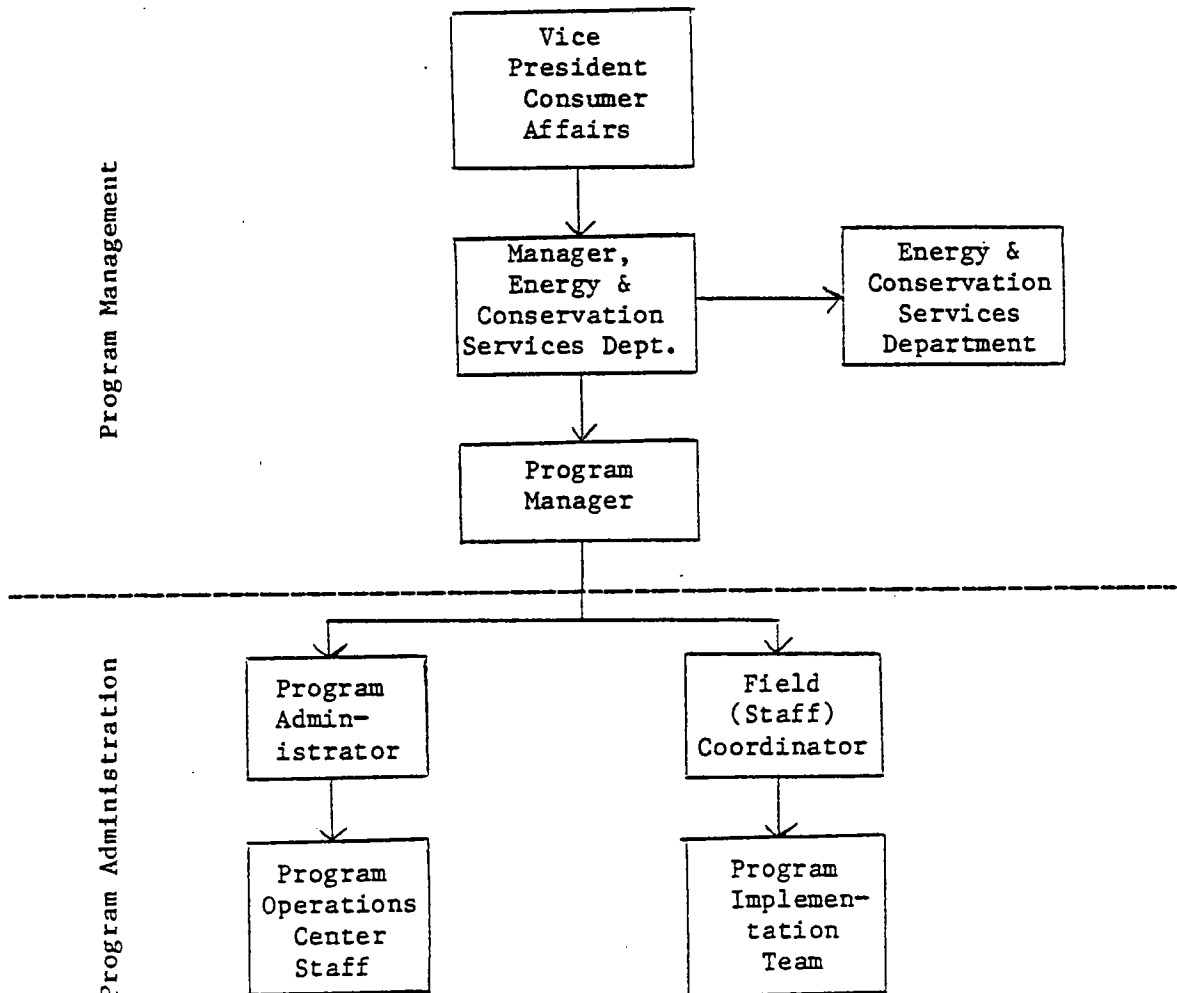 Vice
President
Consumer
Affairs
Program Management
Manager,
Energy &
Conservation
Services Dept.
Energy &
Conservation
Services
Department
Program
Manager
Program Administration
Program
Admin-
istrator
Field
(Staff)
Coordinator
Program
Operations
Center
Staff
Program
Implemen-
tation
Team